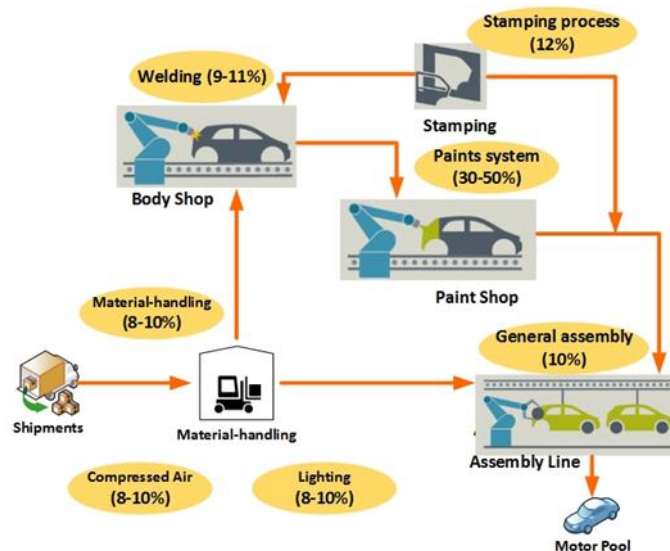 Stamping process
(12%)
Welding (9-11%)
Stamping
Paints system
(30-50%)
Body Shop
Paint Shop
Material-handling
(8-10%)
General assembly
(10%)
Shipments
Material-handling
Assembly Line
Compressed Air
(8-10%)
Lighting
(8-10%)
Motor Pool